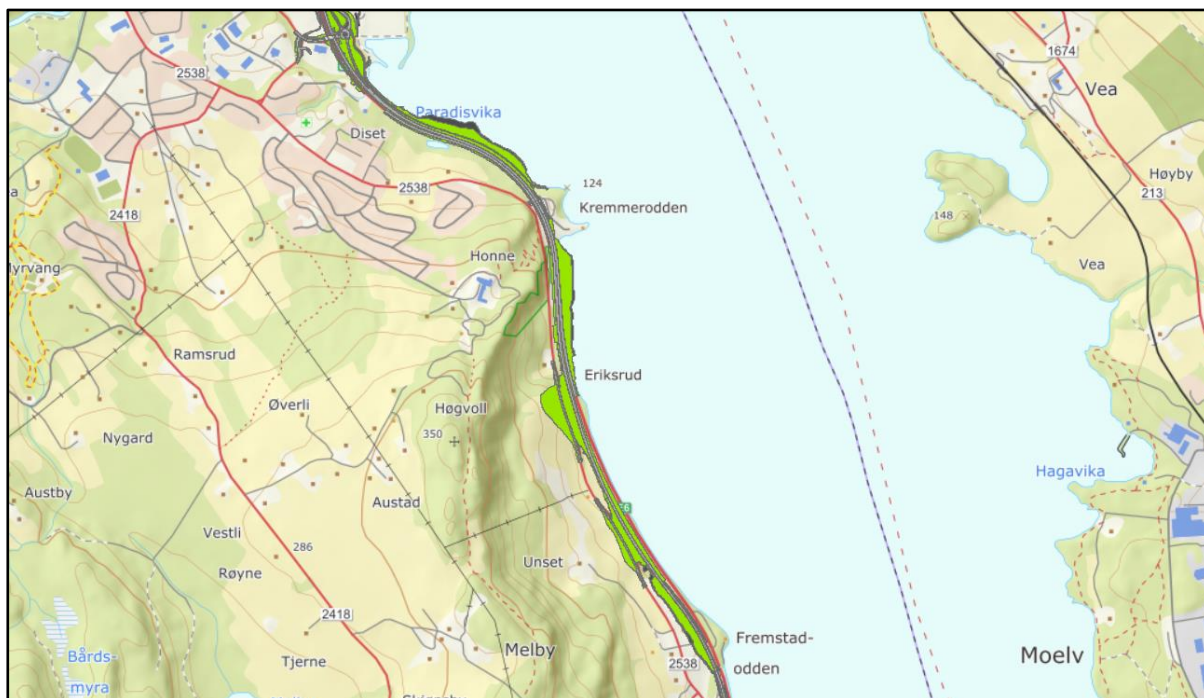 1674
Vea
2538
Paradisvika
Diset
Høyby
124
2538
213
2418
Kremmerodden
148
Honne
Vea
Ramsrud
Eriksrud
Øverli
Høgvoll
350
Nygard
Hagavika
Austby
Austad
Vestli
286
Unset
Røyne
2418
Fremstad-
odden
Melby
2538
Moelv
Tjerne
Bårds-
myra